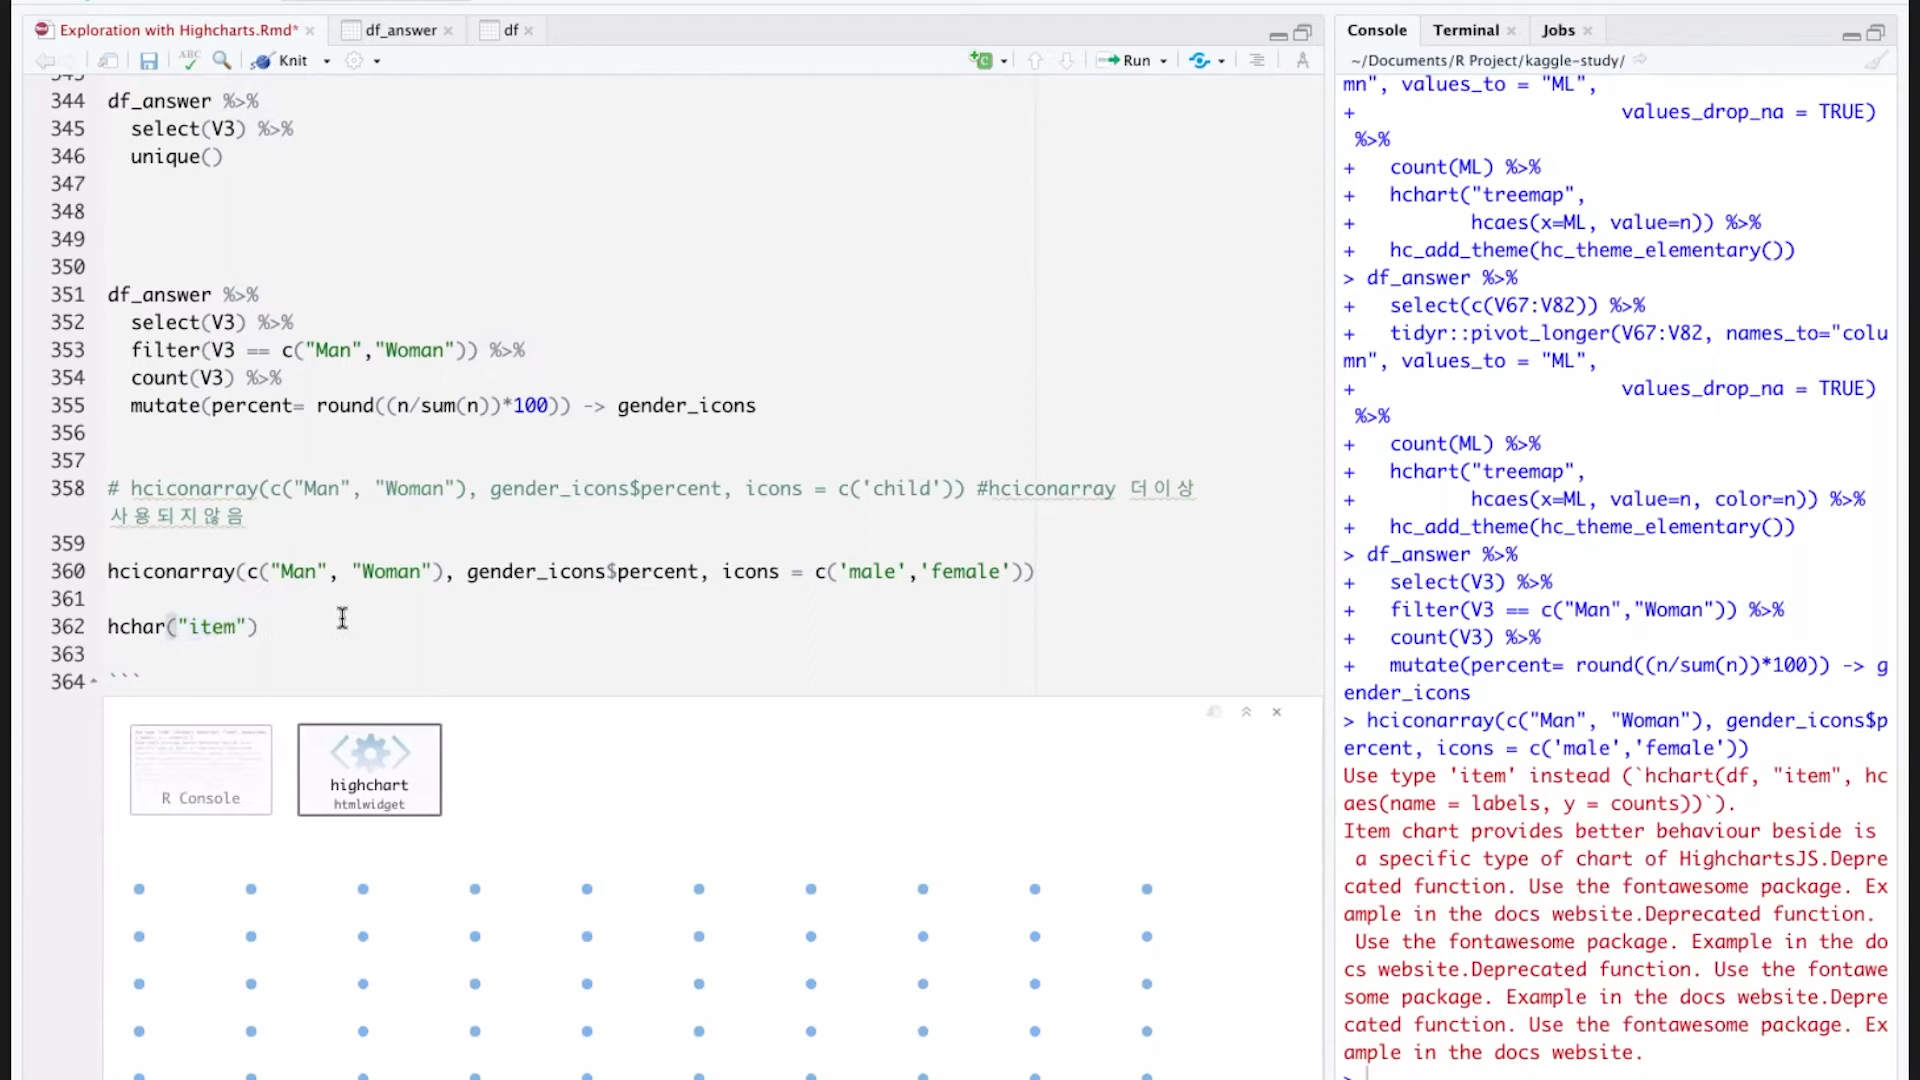 Exploration with Highcharts.Rmd*
df_answer
df
Console
Terminal
Jobs
ABC
Knit
Run
~/Documents/R Project/kaggle-study/
344 df_answer %>%
345 select(V3) %>%
346 unique()
347
348
349
350
351 df_answer %>%
352 select(V3) %>%
353 filter(V3 == c("Man","Woman")) %>%
354 count(V3) %>%
355 mutate(percent= round((n/sum(n))*100)) -> gender_icons
356
357
358 # hciconarray(c("Man", "Woman"), gender_icons$percent, icons = c('child')) #hciconarray 더이상
사용되지않음
359
360 hciconarray(c("Man", "Woman"), gender_icons$percent, icons = c('male','female'))
361
362 hchar("item")
363
364 ```
R Console
highchart
htmlwidget
mn", values_to = "ML",
+ values_drop_na = TRUE)
%>%
+ count(ML) %>%
+ hchart("treemap",
+ hcaes(x=ML, value=n)) %>%
+ hc_add_theme(hc_theme_elementary())
> df_answer %>%
+ select(c(V67:V82)) %>%
+ tidyr::pivot_longer(V67:V82, names_to="colu
mn", values_to = "ML",
+ values_drop_na = TRUE)
%>%
+ count(ML) %>%
+ hchart("treemap",
+ hcaes(x=ML, value=n, color=n)) %>%
+ hc_add_theme(hc_theme_elementary())
> df_answer %>%
+ select(V3) %>%
+ filter(V3 == c("Man","Woman")) %>%
+ count(V3) %>%
+ mutate(percent= round((n/sum(n))*100)) -> g
ender_icons
> hciconarray(c("Man", "Woman"), gender_icons$p
ercent, icons = c('male','female'))
Use type 'item' instead (`hchart(df, "item", hc
aes(name = labels, y = counts))`).
Item chart provides better behaviour beside is
a specific type of chart of HighchartsJS.Depre
cated function. Use the fontawesome package. Ex
ample in the docs website.Deprecated function.
Use the fontawesome package. Example in the do
cs website.Deprecated function. Use the fontawe
some package. Example in the docs website.Depre
cated function. Use the fontawesome package. Ex
ample in the docs website.